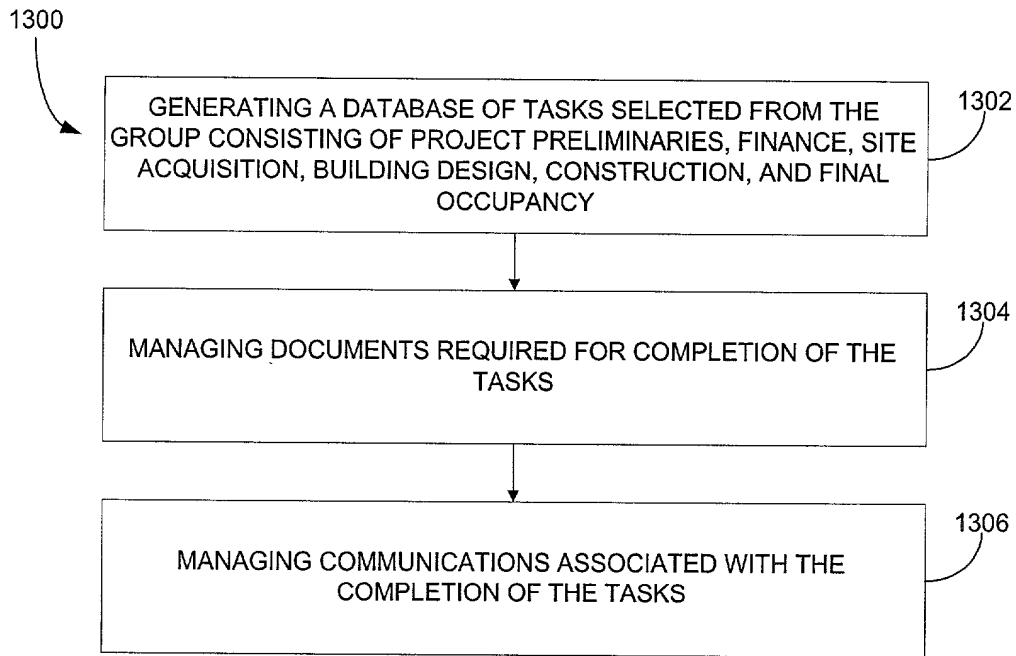 1300
GENERATING A DATABASE OF TASKS SELECTED FROM THE
1302
GROUP CONSISTING OF PROJECT PRELIMINARIES, FINANCE, SITE
ACQUISITION, BUILDING DESIGN, CONSTRUCTION, AND FINAL
OCCUPANCY
1304
MANAGING DOCUMENTS REQUIRED FOR COMPLETION OF THE
TASKS
1306
MANAGING COMMUNICATIONS ASSOCIATED WITH THE
COMPLETION OF THE TASKS